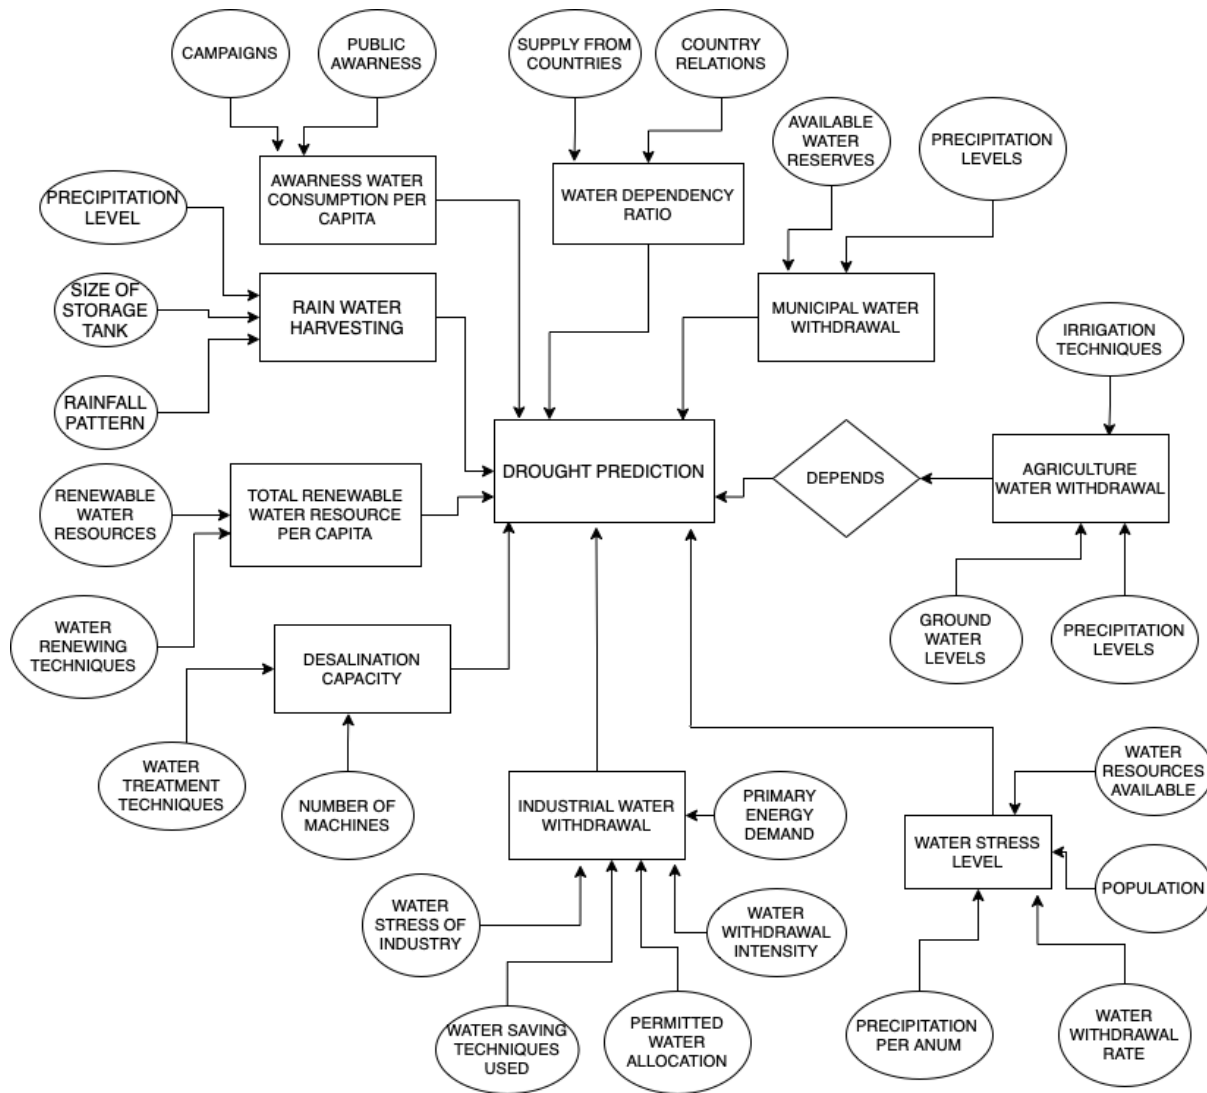 CAMPAIGNS
PUBLIC
AWARNESS
SUPPLY FROM
COUNTRIES
COUNTRY
RELATIONS
AVAILABLE
WATER
RESERVES
PRECIPITATION
LEVELS
AWARNESS WATER
CONSUMPTION PER
CAPITA
WATER DEPENDENCY
RATIO
PRECIPITATION
LEVEL
SIZE OF
STORAGE
TANK
RAIN WATER
HARVESTING
MUNICIPAL WATER
WITHDRAWAL
IRRIGATION
TECHNIQUES
RAINFALL
PATTERN
DROUGHT PREDICTION
DEPENDS
AGRICULTURE
WATER WITHDRAWAL
RENEWABLE
WATER
RESOURCES
TOTAL RENEWABLE
WATER RESOURCE
PER CAPITA
WATER
RENEWING
TECHNIQUES
DESALINATION
CAPACITY
GROUND
WATER
LEVELS
PRECIPITATION
LEVELS
WATER
TREATMENT
TECHNIQUES
NUMBER OF
MACHINES
INDUSTRIAL WATER
WITHDRAWAL
PRIMARY
ENERGY
DEMAND
WATER
RESOURCES
AVAILABLE
WATER STRESS
LEVEL
POPULATION
WATER
STRESS OF
INDUSTRY
WATER
WITHDRAWAL
INTENSITY
WATER SAVING
TECHNIQUES
USED
PERMITTED
WATER
ALLOCATION
PRECIPITATION
PER ANUM
WATER
WITHDRAWAL
RATE